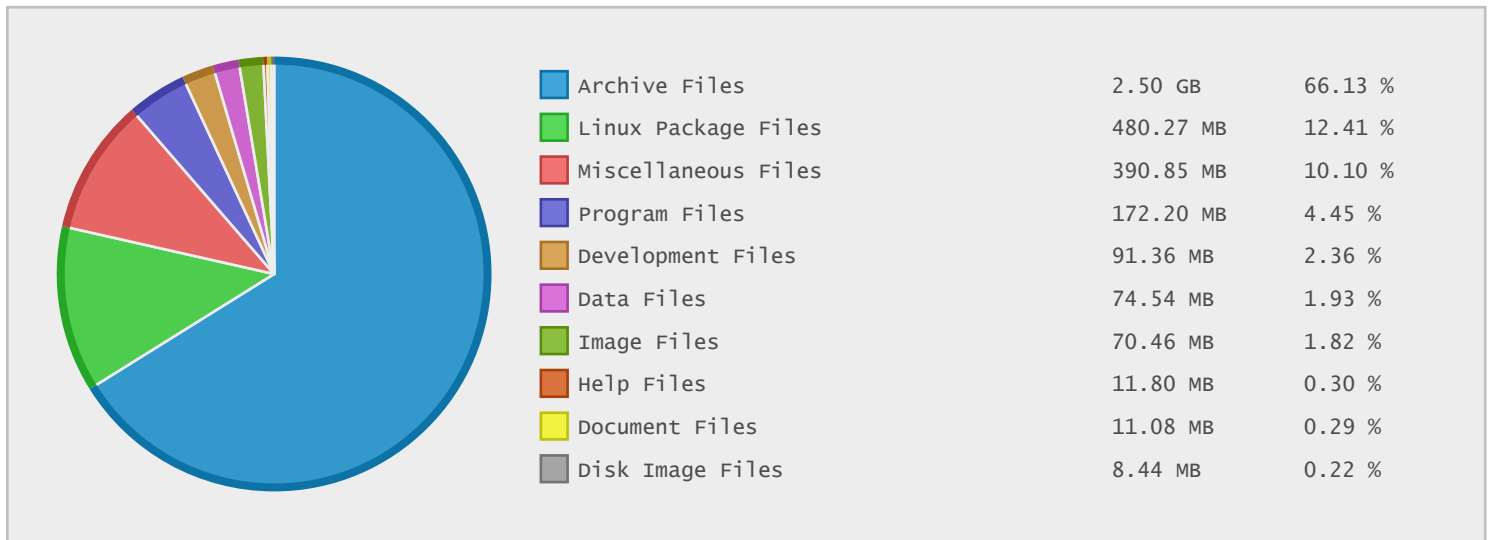 Archive Files 2.50 GB 66.13 %
Linux Package Files 480.27 MB 12.41 %
Miscellaneous Files 390.85 MB 10.10 %
Program Files 172.20 MB 4.45 %
Development Files 91.36 MB 2.36 %
Data Files 74.54 MB 1.93 %
Image Files 70.46 MB 1.82 %
Help Files 11.80 MB 0.30 %
Document Files 11.08 MB 0.29 %
Disk Image Files 8.44 MB 0.22 %